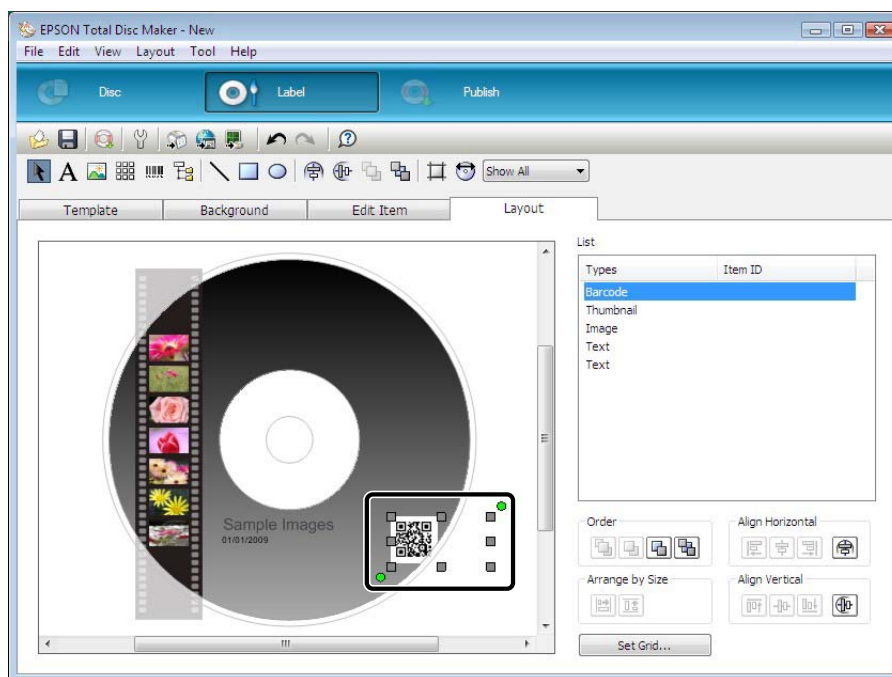 EPSON Total Disc Maker - New
File Edit View Layout Tool Help
Disc Label Publish
A Show All
Template Background Edit Item Layout
List
Types Item ID
Barcode
Thumbnail
Image
Text
Text
Sample Images
01/01/2009
Order Align Horizontal
Arrange by Size Align Vertical
Set Grid...